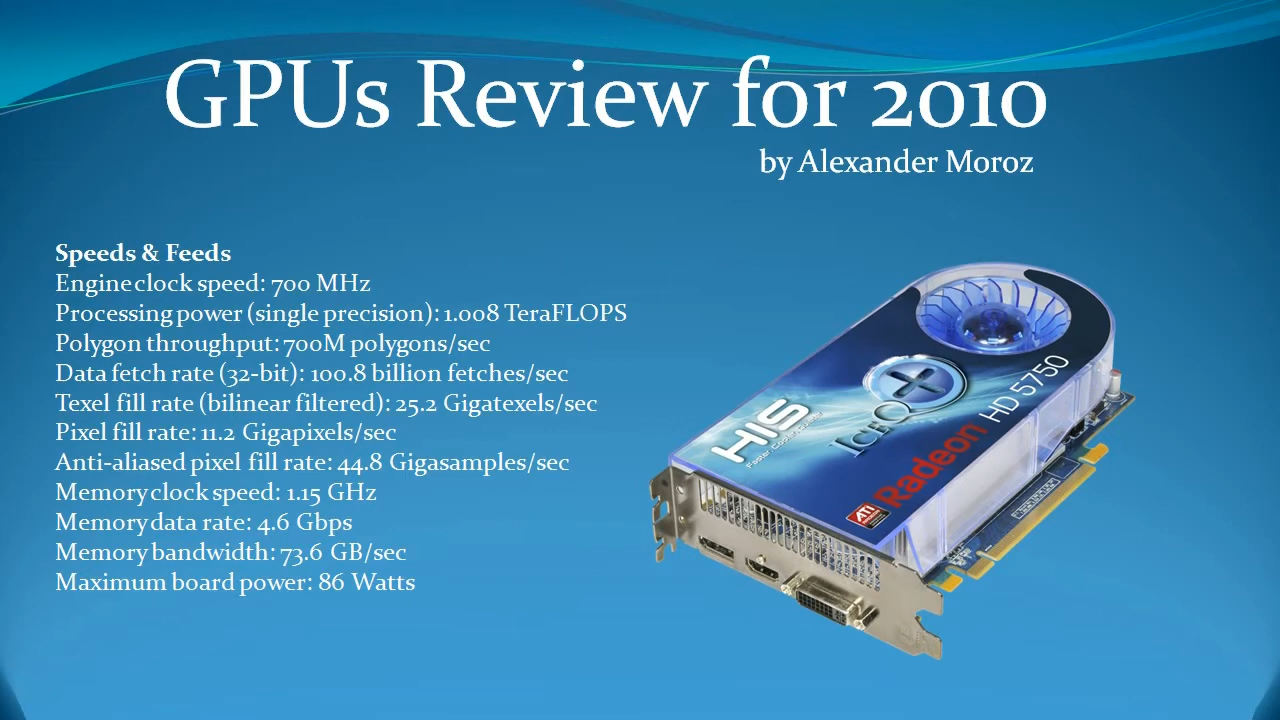 GPUs Review for 2010
by Alexander Moroz
Speeds & Feeds
Engine clock speed: 700 MHz
Processing power (single precision): 1.008 TeraFLOPS
Polygon throughput: 700M polygons/sec
Data fetch rate (32-bit): 100.8 billion fetches/sec
Texel fill rate (bilinear filtered): 25.2 Gigatexels/sec
Pixel fill rate: 11.2 Gigapixels/sec
Anti-aliased pixel fill rate: 44.8 Gigasamples/sec
Memory clock speed: 1.15 GHz
Memory data rate: 4.6 Gbps
Memory bandwidth: 73.6 GB/sec
Maximum board power: 86 Watts
HIS
IceQ+
Radeon HD 5750
ATI